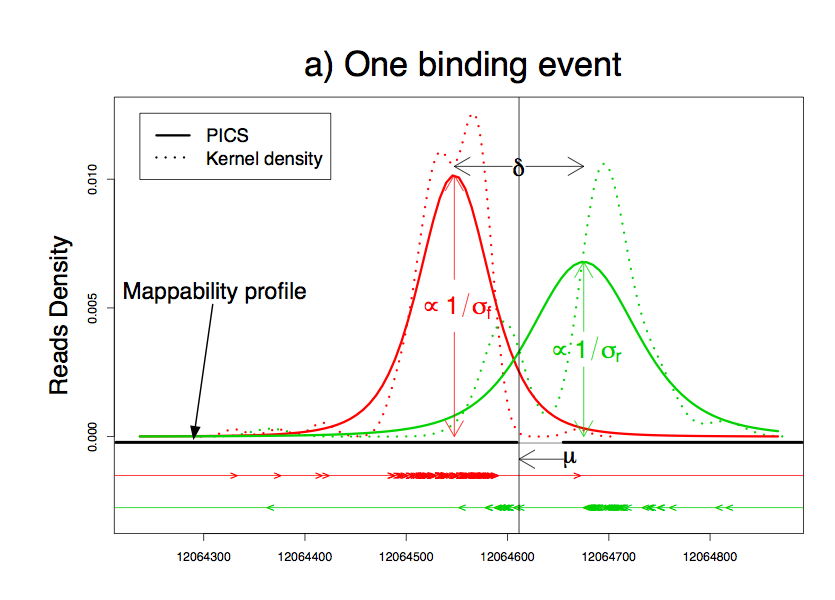 a) One binding event
PICS
Kernel density
δ
Mappability profile
∝ 1/σf
∝ 1/σr
μ
Reads Density
0.010
0.005
0.000
12064300 12064400 12064500 12064600 12064700 12064800